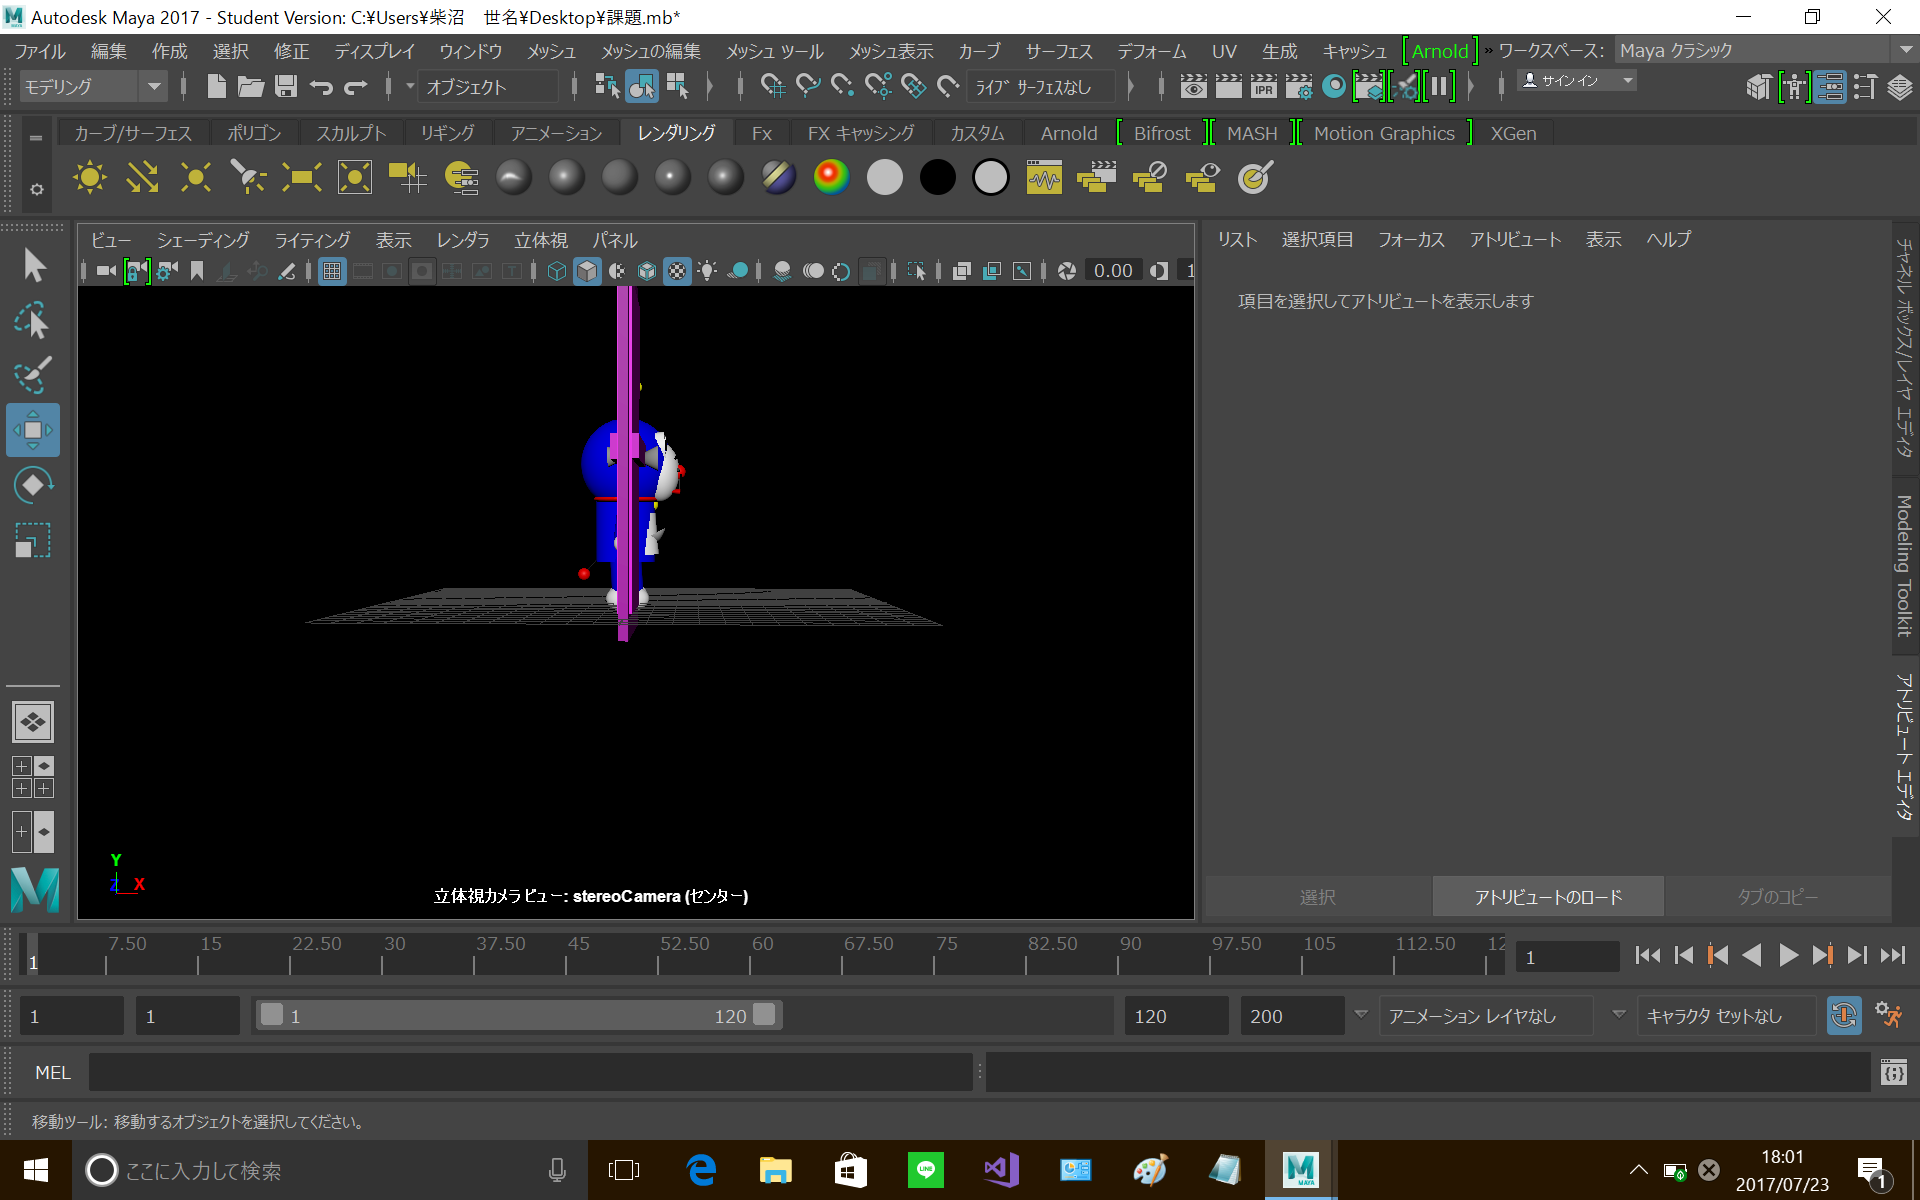 Autodesk Maya 2017 - Student Version: C:¥Users¥柴沼　世名¥Desktop¥課題.mb*
ファイル 編集 作成 選択 修正 ディスプレイ ウィンドウ メッシュ メッシュの編集 メッシュ ツール メッシュ表示 カーブ サーフェス デフォーム UV 生成 キャッシュ Arnold » ワークスペース: Maya クラシック
モデリング オブジェクト ライブ サーフェスなし IPR サインイン
カーブ/サーフェス ポリゴン スカルプト リギング アニメーション レンダリング Fx FX キャッシング カスタム Arnold Bifrost MASH Motion Graphics XGen
ビュー シェーディング ライティング 表示 レンダラ 立体視 パネル
0.00 1
リスト 選択項目 フォーカス アトリビュート 表示 ヘルプ
項目を選択してアトリビュートを表示します
チャネル ボックス/レイヤ エディタ
Modeling Toolkit
アトリビュート エディタ
Y
Z X
立体視カメラ ビュー: stereoCamera (センター)
選択 アトリビュートのロード タブのコピー
1 7.50 15 22.50 30 37.50 45 52.50 60 67.50 75 82.50 90 97.50 105 112.50 12 1
1 1 1 120 120 200 アニメーション レイヤなし キャラクタ セットなし
MEL
移動ツール: 移動するオブジェクトを選択してください。
ここに入力して検索
LINE
MAYA
18:01
2017/07/23
1